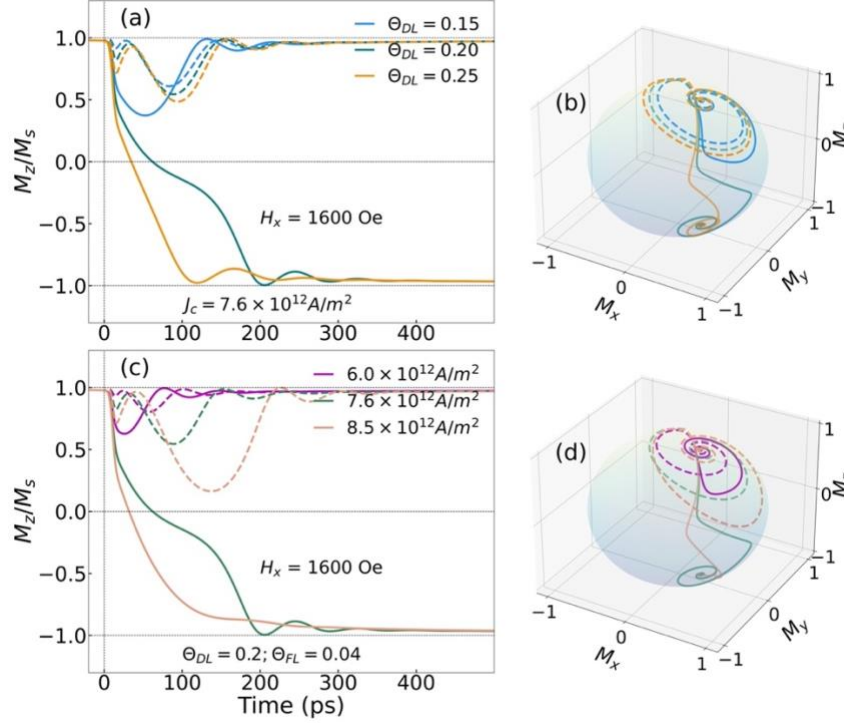 (a)
Θ_DL = 0.15
Θ_DL = 0.20
Θ_DL = 0.25
1.0
0.5
0.0
−0.5
−1.0
M_z/M_s
H_x = 1600 Oe
J_c = 7.6 × 10^12 A/m^2
0
100
200
300
400
(b)
1
0
−1
−1
0
1
M_x
−1
0
1
M_y
(c)
6.0 × 10^12 A/m^2
7.6 × 10^12 A/m^2
8.5 × 10^12 A/m^2
1.0
0.5
0.0
−0.5
−1.0
M_z/M_s
H_x = 1600 Oe
Θ_DL = 0.2; Θ_FL = 0.04
0
100
200
300
400
Time (ps)
(d)
1
0
−1
−1
0
1
M_x
−1
0
1
M_y